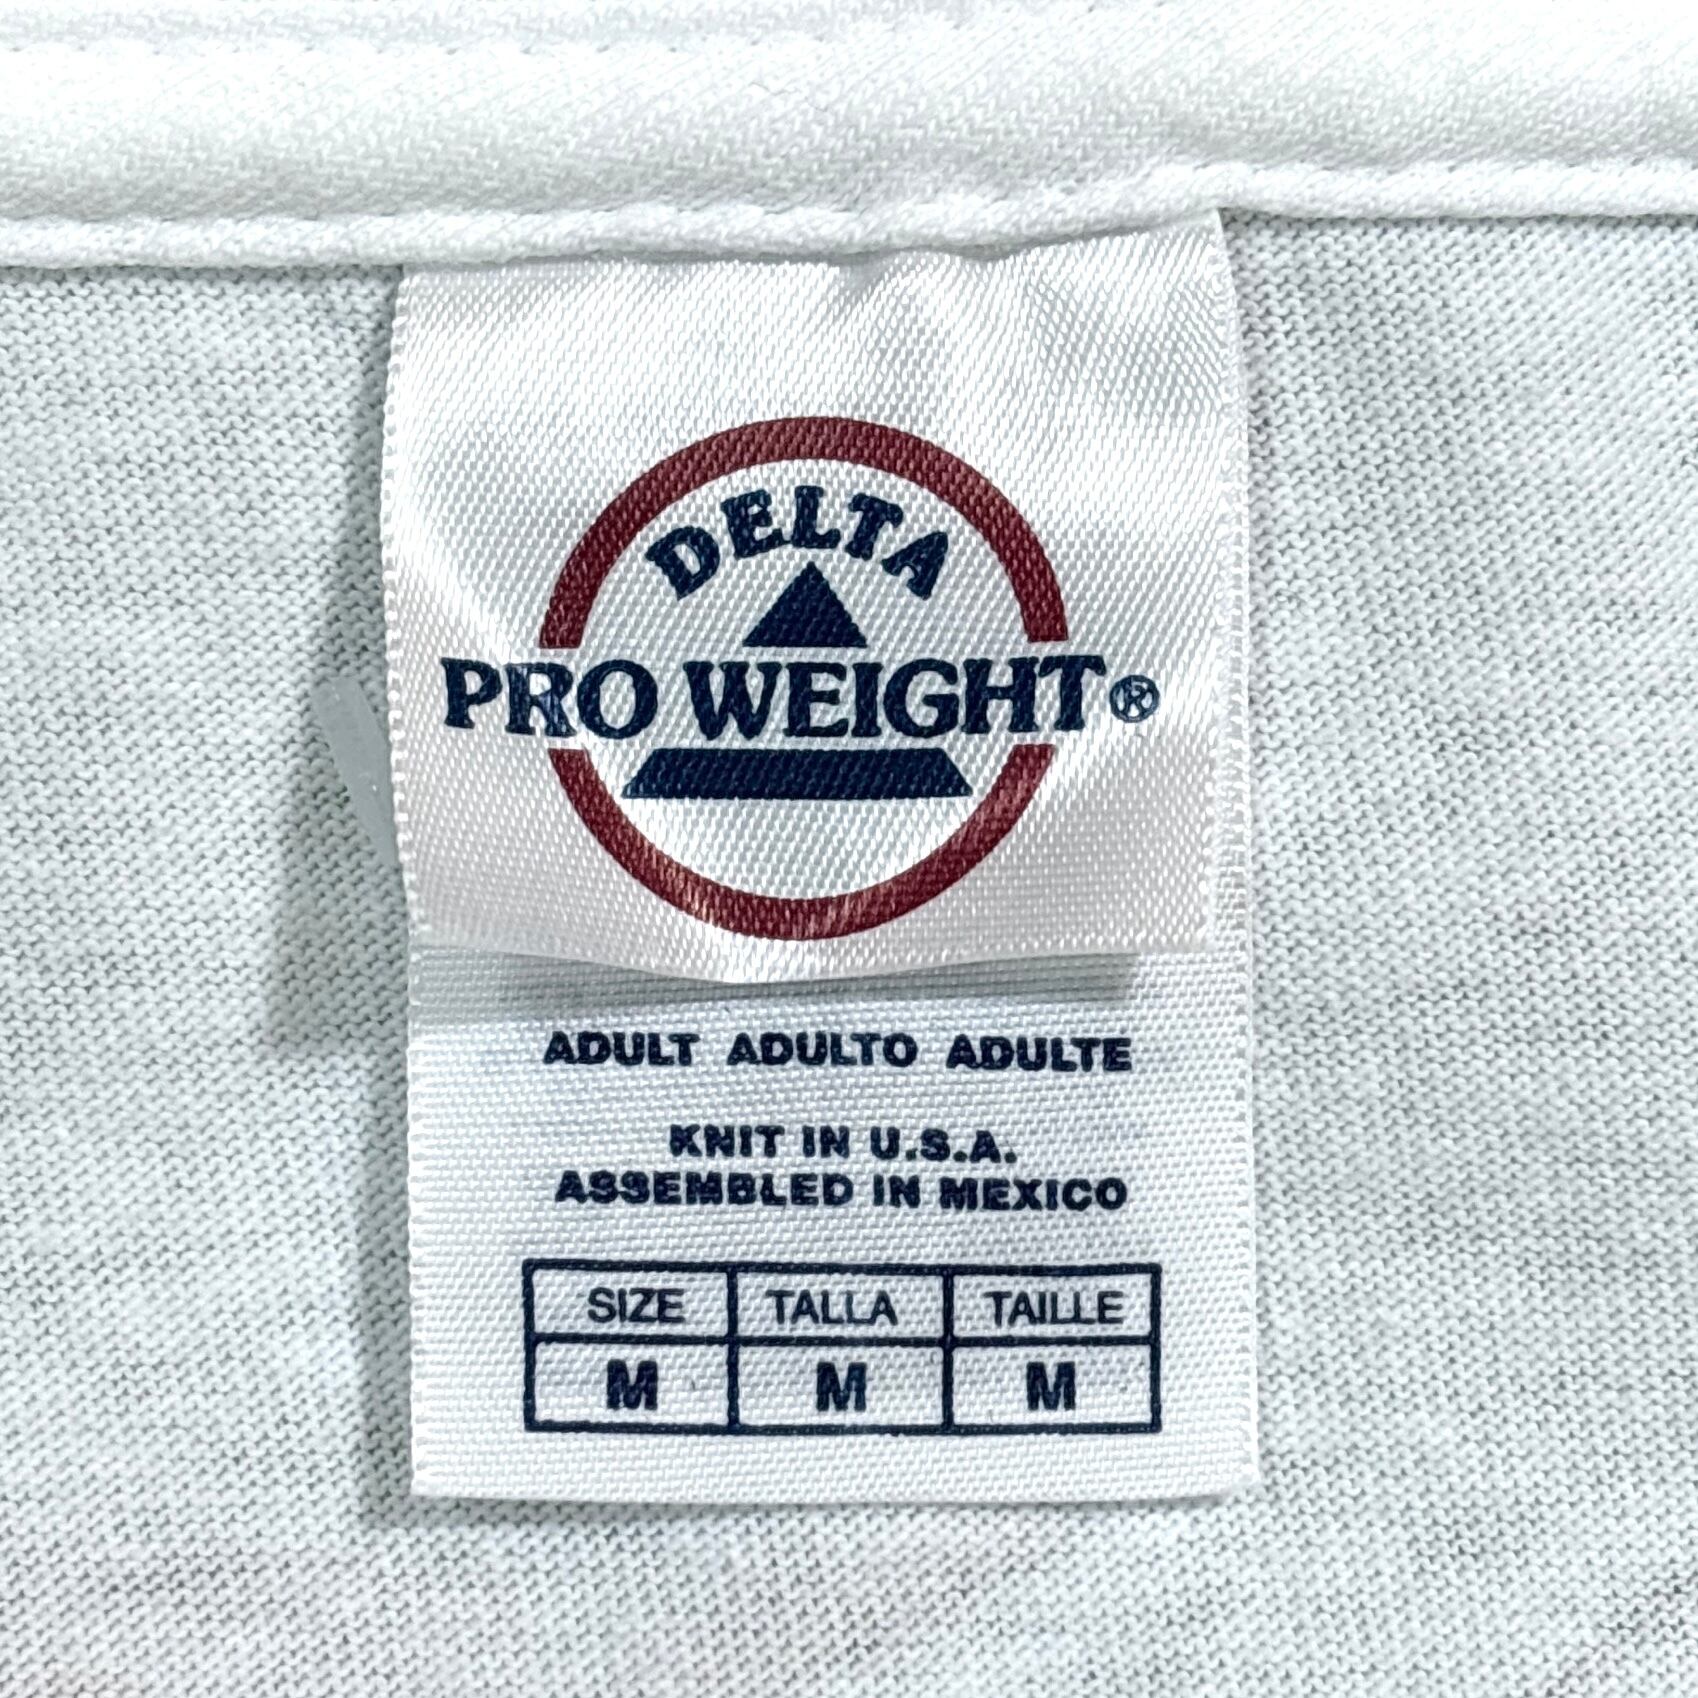 DELTA
PRO WEIGHT®
ADULT ADULTO ADULTE
KNIT IN U.S.A.
ASSEMBLED IN MEXICO
SIZE TALLA TAILLE
M M M